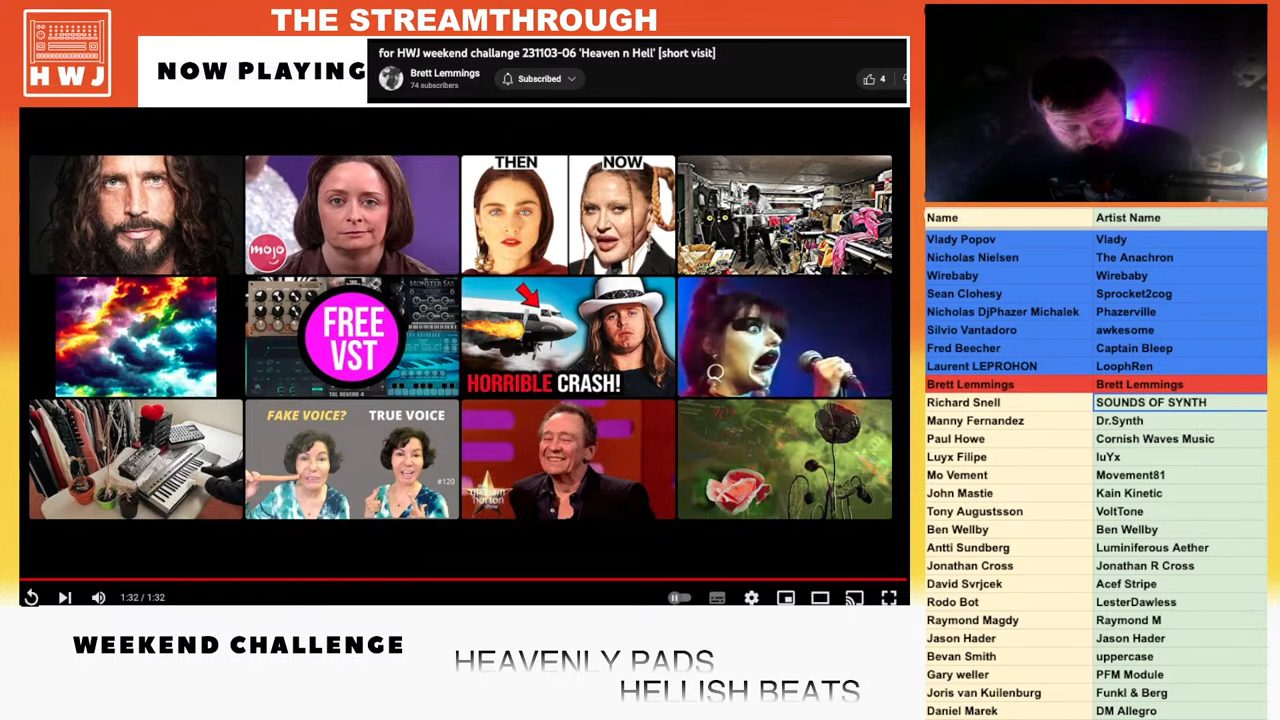 THE STREAMTHROUGH
HWJ
NOW PLAYING
for HWJ weekend challange 231103-06 'Heaven n Hell' [short visit]
Brett Lemmings
74 subscribers
Subscribed
4
mojo
THEN
NOW
FREE
VST
MONSTER SAX
TAL REVERB 4
HORRIBLE CRASH!
FAKE VOICE?
TRUE VOICE
#120
1:32 / 1:32
WEEKEND CHALLENGE
HEAVENLY PADS
HELLISH BEATS
Name Artist Name
Vlady Popov Vlady
Nicholas Nielsen The Anachron
Wirebaby Wirebaby
Sean Clohesy Sprocket2cog
Nicholas DjPhazer Michalek Phazerville
Silvio Vantadoro awkesome
Fred Beecher Captain Bleep
Laurent LEPROHON LoophRen
Brett Lemmings Brett Lemmings
Richard Snell SOUNDS OF SYNTH
Manny Fernandez Dr.Synth
Paul Howe Cornish Waves Music
Luyx Filipe luYx
Mo Vement Movement81
John Mastie Kain Kinetic
Tony Augustsson VoltTone
Ben Wellby Ben Wellby
Antti Sundberg Luminiferous Aether
Jonathan Cross Jonathan R Cross
David Svrjcek Acef Stripe
Rodo Bot LesterDawless
Raymond Magdy Raymond M
Jason Hader Jason Hader
Bevan Smith uppercase
Gary weller PFM Module
Joris van Kuilenburg Funkl & Berg
Daniel Marek DM Allegro